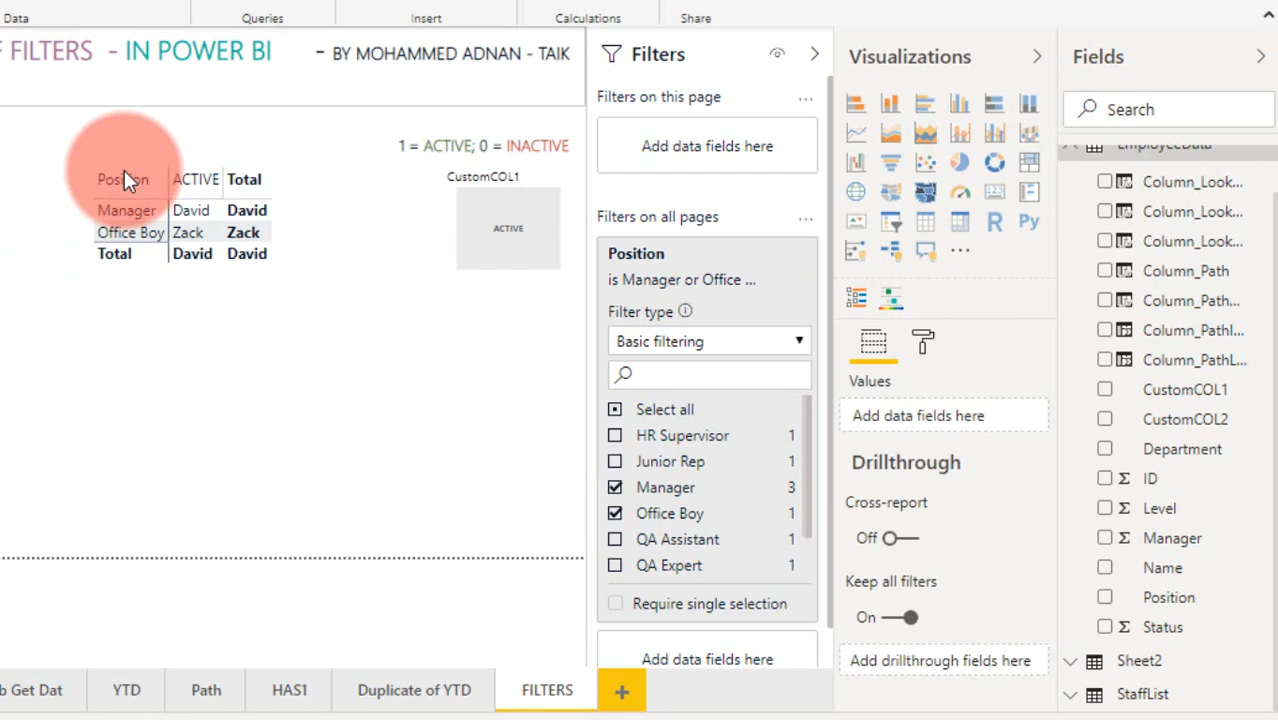 Data
Queries
Insert
Calculations
Share
F FILTERS - IN POWER BI - BY MOHAMMED ADNAN - TAIK
1 = ACTIVE; 0 = INACTIVE
Position ACTIVE Total
Manager David David
Office Boy Zack Zack
Total David David
CustomCOL1
ACTIVE
Filters
Filters on this page ...
Add data fields here
Filters on all pages ...
Position
is Manager or Office ...
Filter type
Basic filtering
Select all
HR Supervisor 1
Junior Rep 1
Manager 3
Office Boy 1
QA Assistant 1
QA Expert 1
Require single selection
Add data fields here
Visualizations
R Py
...
Values
Add data fields here
Drillthrough
Cross-report
Off
Keep all filters
On
Add drillthrough fields here
Fields
Search
EmployeeData
Column_Look...
Column_Look...
Column_Look...
Column_Path
Column_Path...
Column_PathI...
Column_PathL...
CustomCOL1
CustomCOL2
Department
Σ ID
Σ Level
Σ Manager
Name
Position
Σ Status
Sheet2
StaffList
b Get Dat
YTD
Path
HAS1
Duplicate of YTD
FILTERS
+